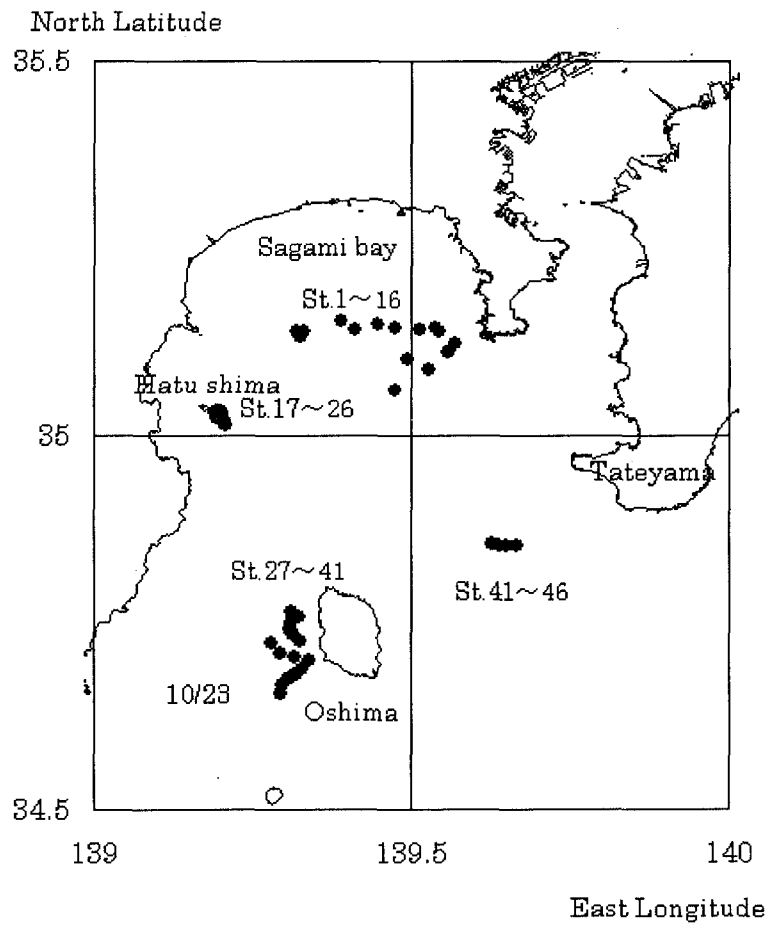 North Latitude
35.5
Sagami bay
St.1～16
Hatu shima
St.17～26
35
Tateyama
St.27～41
St.41～46
10/23
Oshima
34.5
139
139.5
140
East Longitude